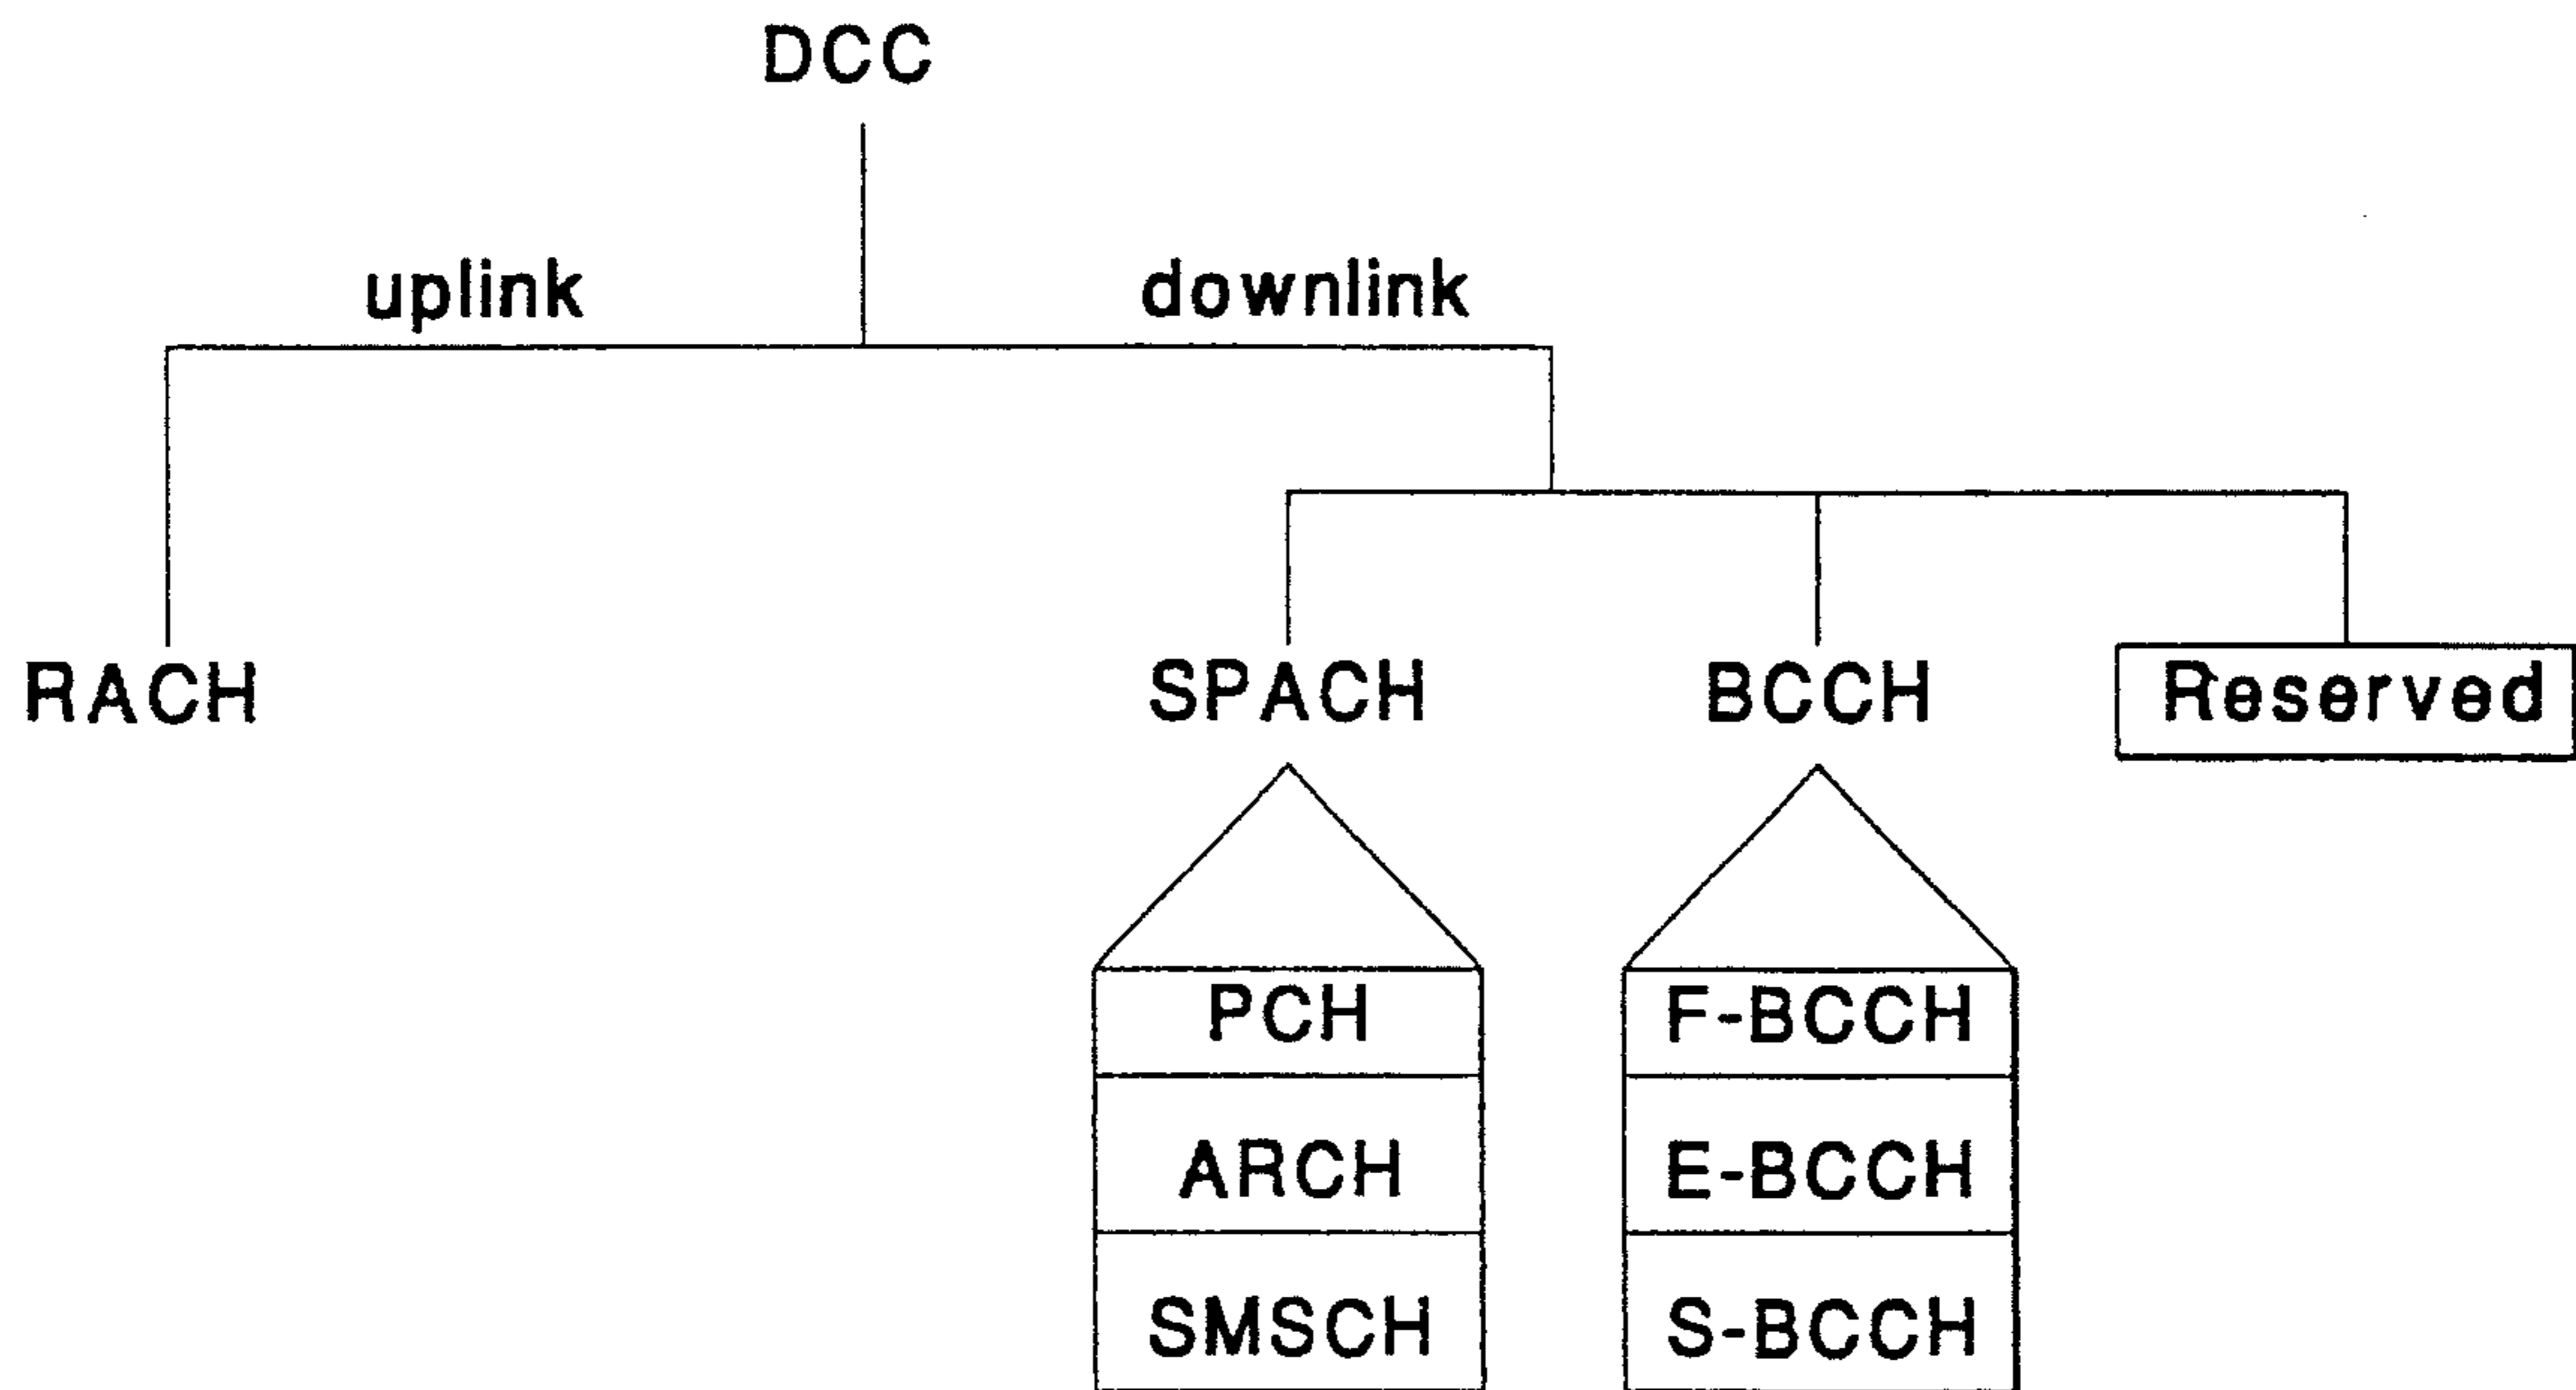 DCC
uplink
downlink
RACH
SPACH
BCCH
Reserved
PCH
ARCH
SMSCH
F-BCCH
E-BCCH
S-BCCH